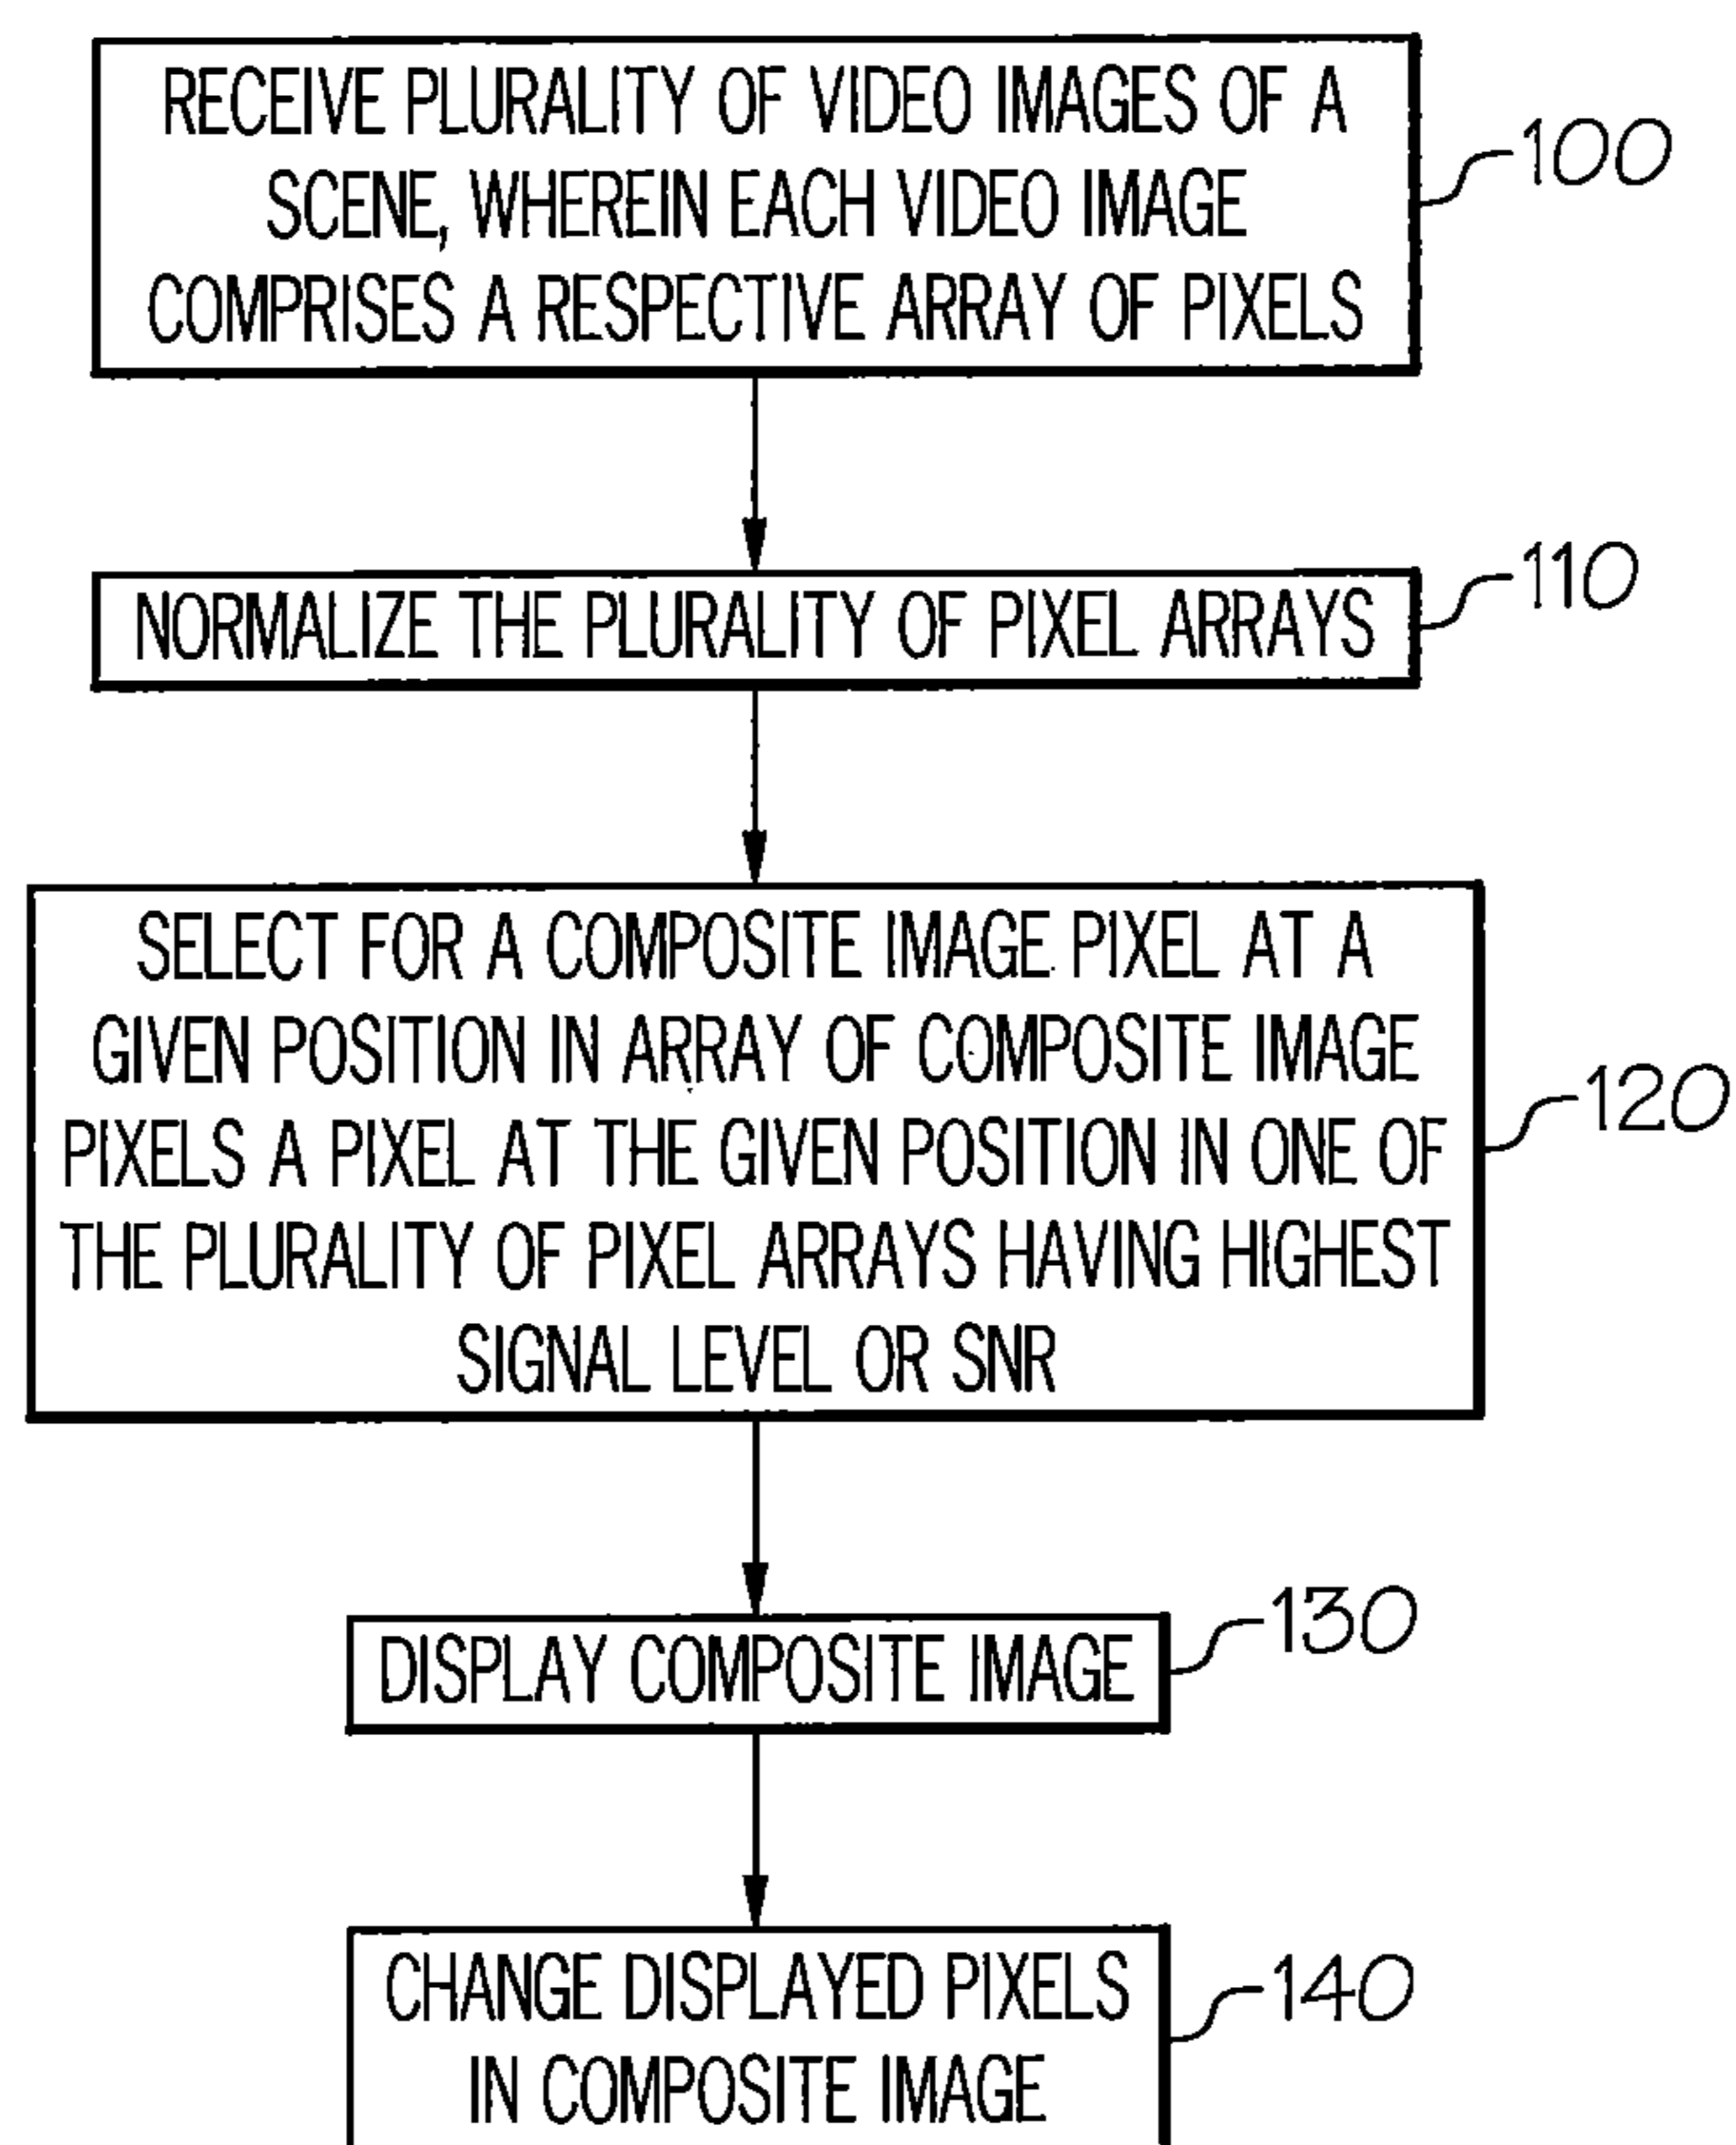 RECEIVE PLURALITY OF VIDEO IMAGES OF A
SCENE, WHEREIN EACH VIDEO IMAGE
COMPRISES A RESPECTIVE ARRAY OF PIXELS
100
NORMALIZE THE PLURALITY OF PIXEL ARRAYS
110
SELECT FOR A COMPOSITE IMAGE PIXEL AT A
GIVEN POSITION IN ARRAY OF COMPOSITE IMAGE
PIXELS A PIXEL AT THE GIVEN POSITION IN ONE OF
THE PLURALITY OF PIXEL ARRAYS HAVING HIGHEST
SIGNAL LEVEL OR SNR
120
DISPLAY COMPOSITE IMAGE
130
CHANGE DISPLAYED PIXELS
IN COMPOSITE IMAGE
140